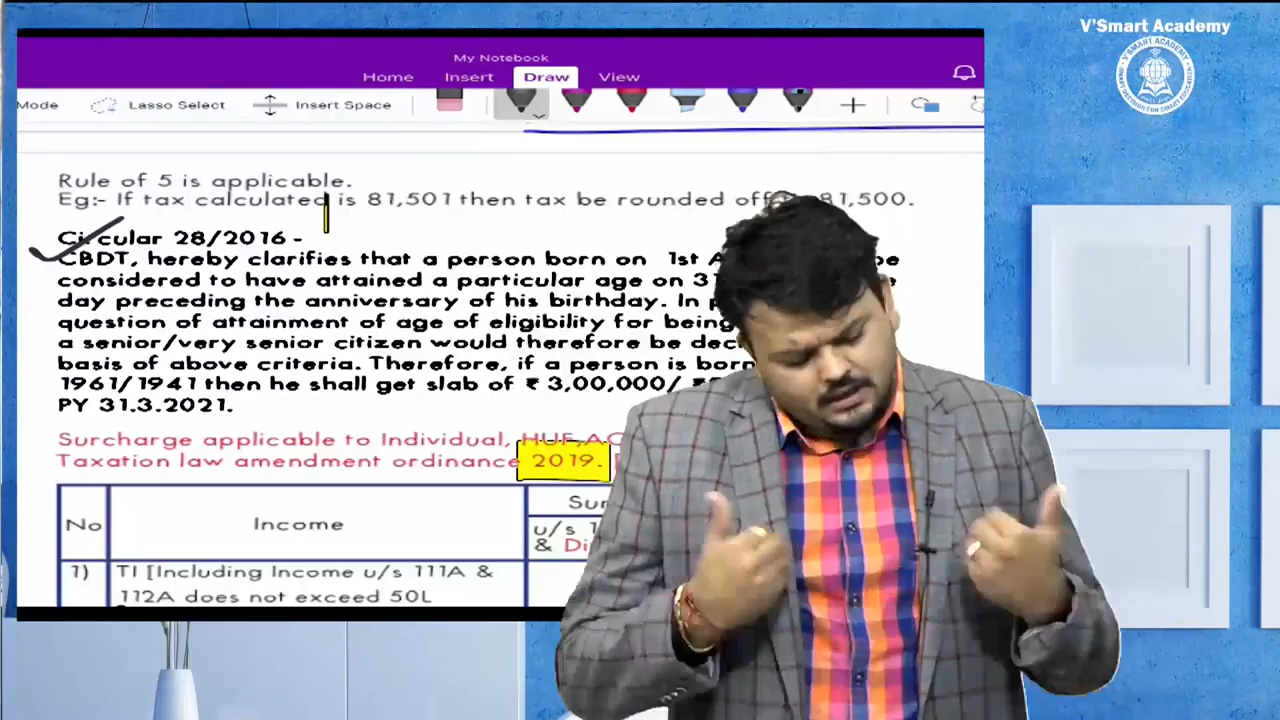 V'Smart Academy
My Notebook
Home Insert Draw View
Mode Lasso Select Insert Space
Rule of 5 is applicable.
Eg:- If tax calculated is 81,501 then tax be rounded off 81,500.
Circular 28/2016 -
CBDT, hereby clarifies that a person born on 1st
considered to have attained a particular age on 31
day preceding the anniversary of his birthday. In
question of attainment of age of eligibility for being
a senior/very senior citizen would therefore be
basis of above criteria. Therefore, if a person is born
1961/1941 then he shall get slab of ₹ 3,00,000/
PY 31.3.2021.
Surcharge applicable to Individual, HUF,
Taxation law amendment ordinance 2019.
No Income
u/s
&
1) TI [Including Income u/s 111A &
112A does not exceed 50L